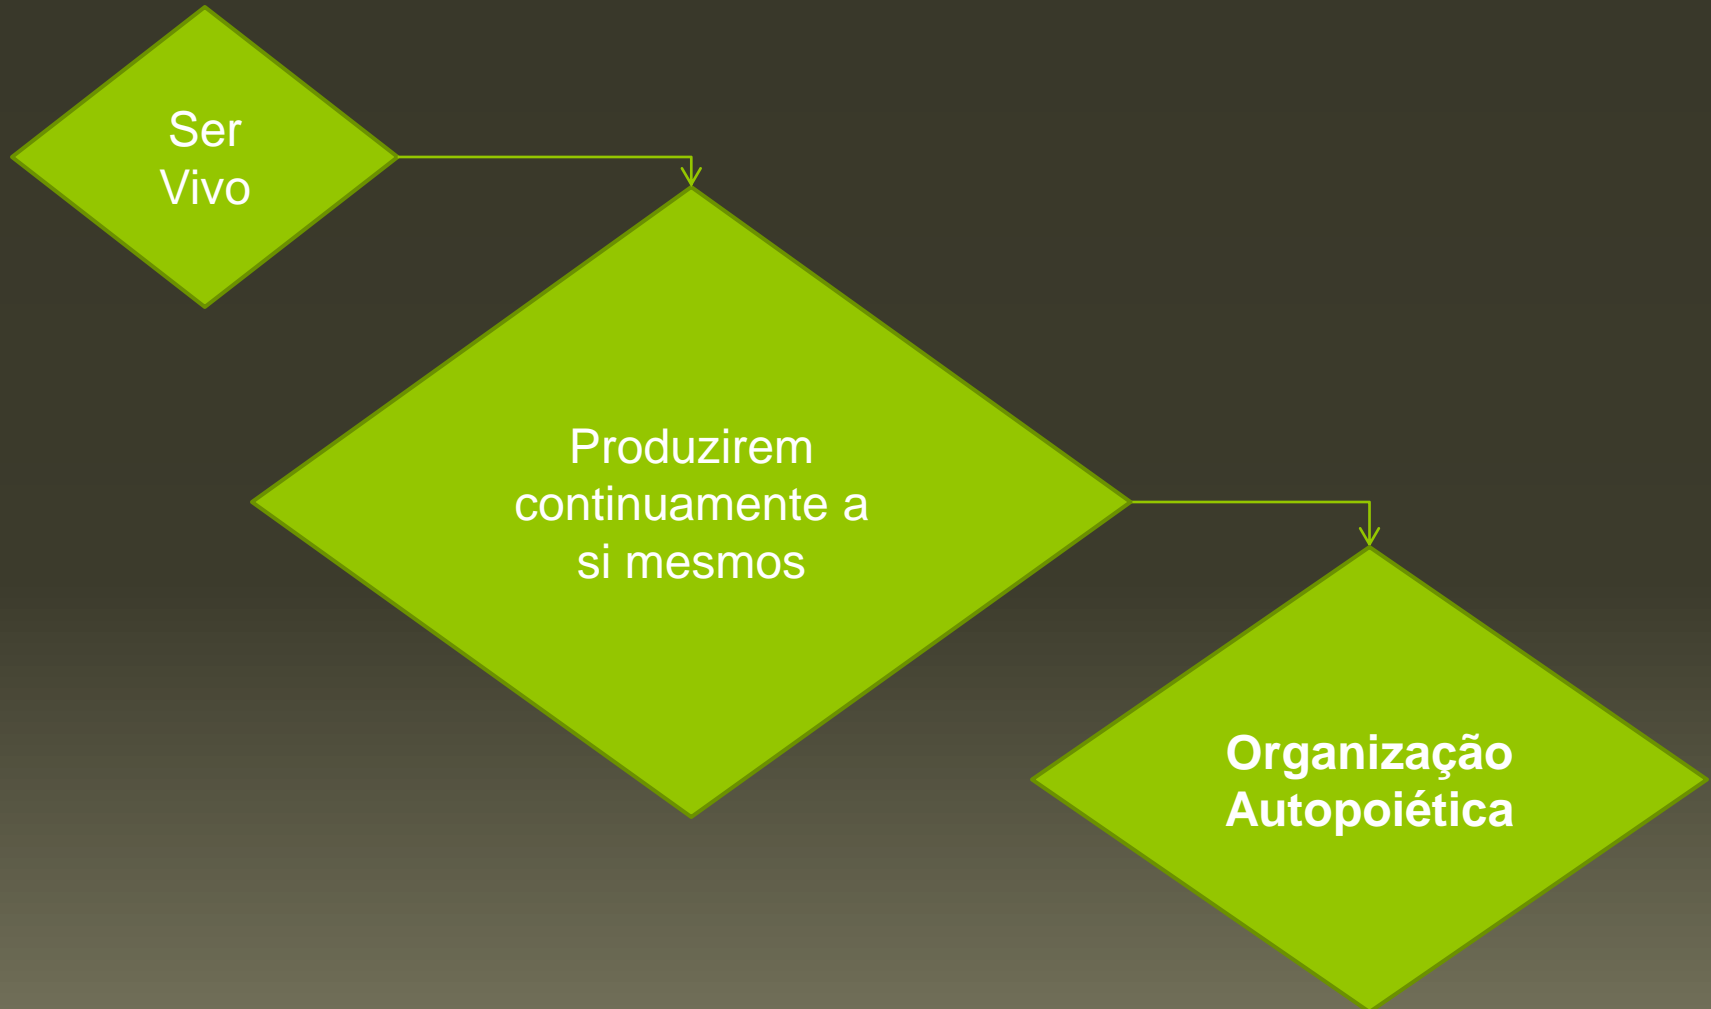 Ser
Vivo
Produzirem
continuamente a
si mesmos
Organização
Autopoiética